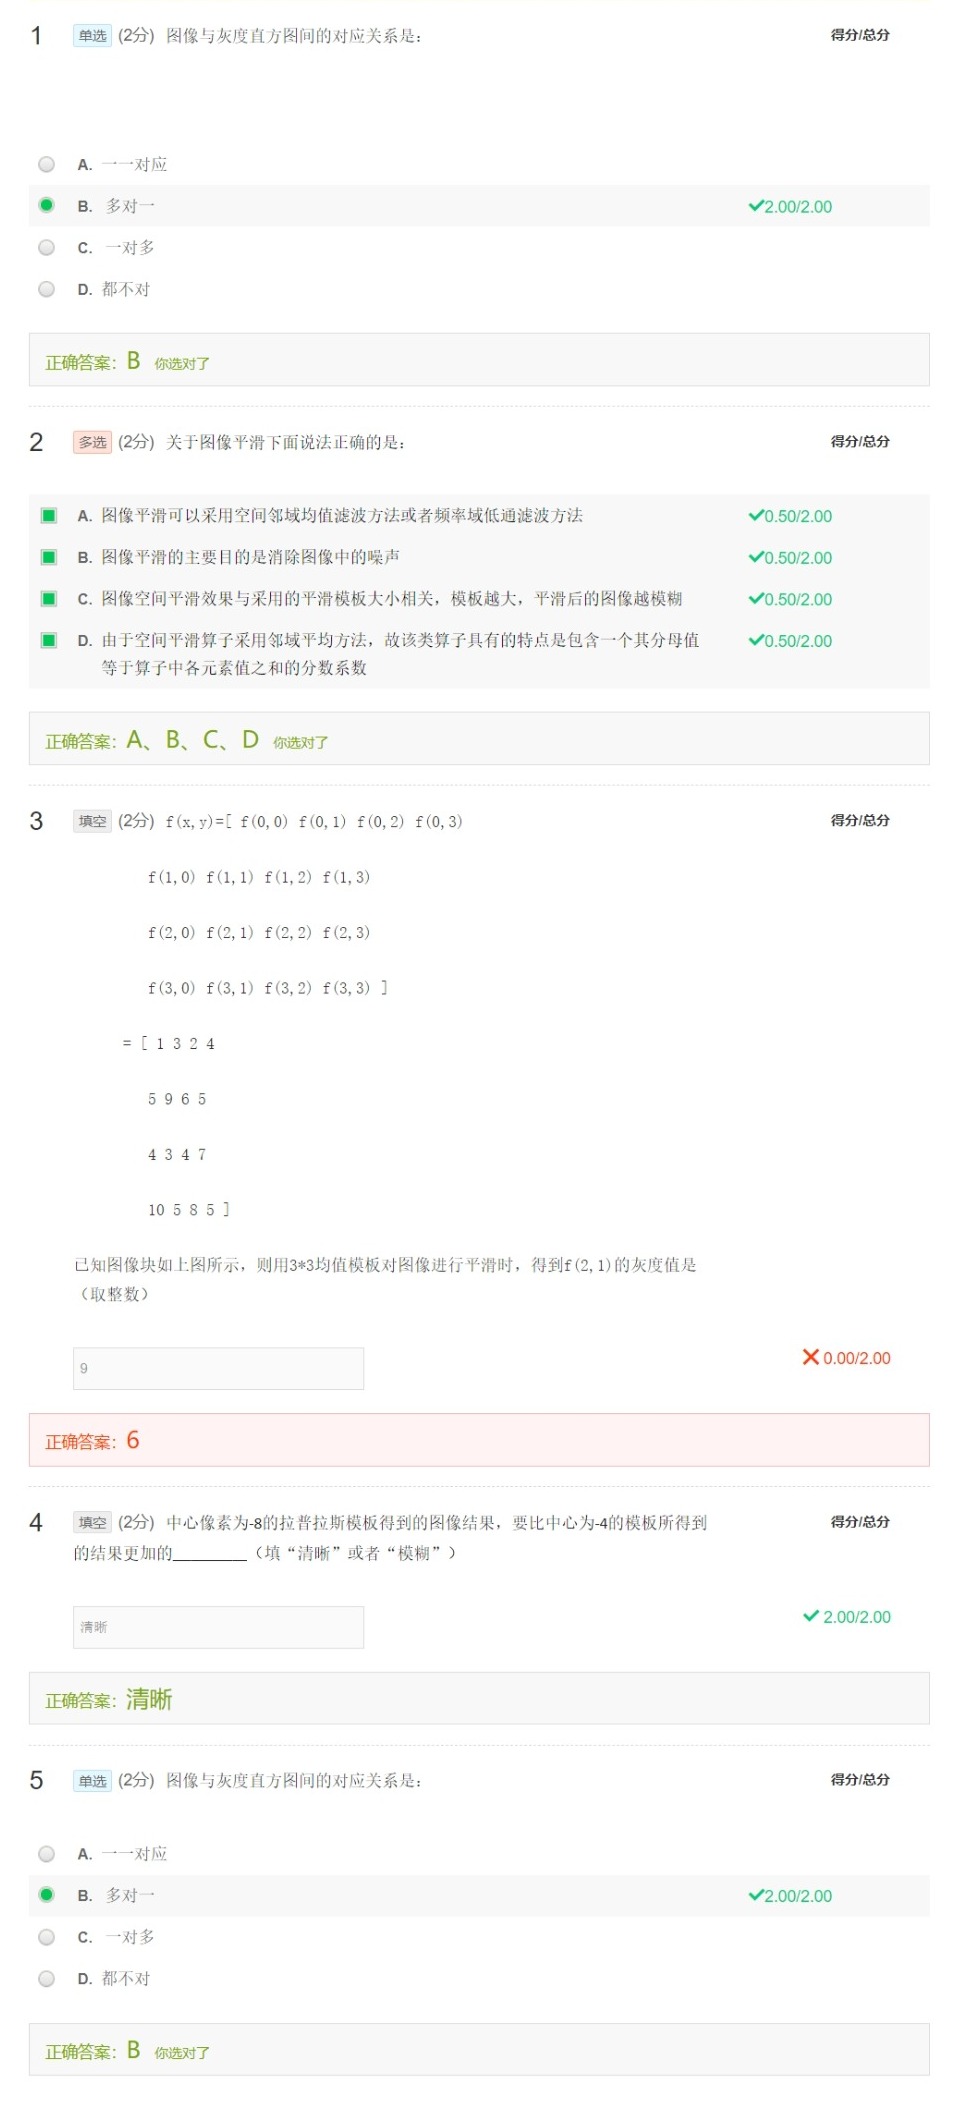 1 单选 (2分) 图像与灰度直方图间的对应关系是： 得分/总分
A. 一一对应
B. 多对一 2.00/2.00
C. 一对多
D. 都不对
正确答案：B 你选对了
2 多选 (2分) 关于图像平滑下面说法正确的是： 得分/总分
A. 图像平滑可以采用空间邻域均值滤波方法或者频率域低通滤波方法 0.50/2.00
B. 图像平滑的主要目的是消除图像中的噪声 0.50/2.00
C. 图像空间平滑效果与采用的平滑模板大小相关，模板越大，平滑后的图像越模糊 0.50/2.00
D. 由于空间平滑算子采用邻域平均方法，故该类算子具有的特点是包含一个其分母值 0.50/2.00
等于算子中各元素值之和的分数系数
正确答案：A、B、C、D 你选对了
3 填空 (2分) f(x,y)=[ f(0,0) f(0,1) f(0,2) f(0,3) 得分/总分
f(1,0) f(1,1) f(1,2) f(1,3)
f(2,0) f(2,1) f(2,2) f(2,3)
f(3,0) f(3,1) f(3,2) f(3,3) ]
= [ 1 3 2 4
5 9 6 5
4 3 4 7
10 5 8 5 ]
已知图像块如上图所示，则用3*3均值模板对图像进行平滑时，得到f(2,1)的灰度值是
（取整数）
9 0.00/2.00
正确答案：6
4 填空 (2分) 中心像素为-8的拉普拉斯模板得到的图像结果，要比中心为-4的模板所得到 得分/总分
的结果更加的_________（填“清晰”或者“模糊”）
清晰 2.00/2.00
正确答案：清晰
5 单选 (2分) 图像与灰度直方图间的对应关系是： 得分/总分
A. 一一对应
B. 多对一 2.00/2.00
C. 一对多
D. 都不对
正确答案：B 你选对了